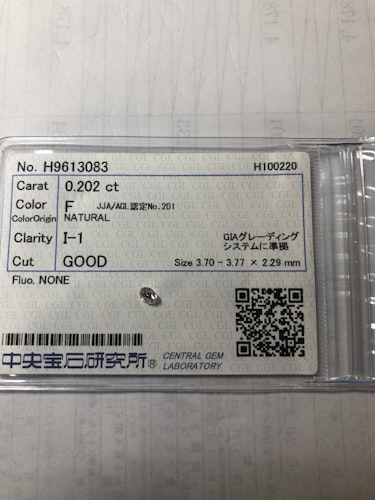 No. H9613083 H100220
Carat 0.202 ct
Color F JJA/AGL認定No.201
ColorOrigin NATURAL
Clarity I-1 GIAグレーディング
システムに準拠
Cut GOOD Size 3.70 - 3.77 × 2.29 mm
Fluo. NONE
中央宝石研究所® CENTRAL GEM
LABORATORY